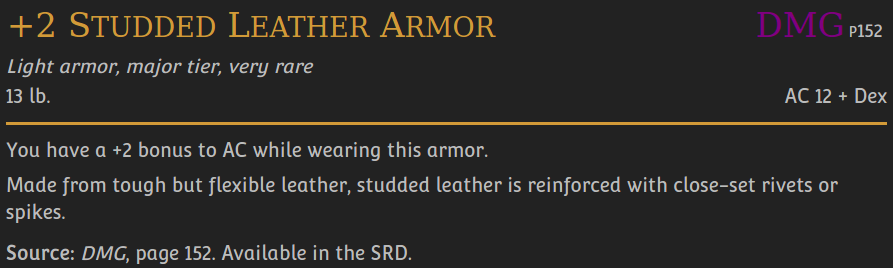 +2 Studded Leather Armor DMG P152
Light armor, major tier, very rare
13 lb. AC 12 + Dex
You have a +2 bonus to AC while wearing this armor.
Made from tough but flexible leather, studded leather is reinforced with close-set rivets or
spikes.
Source: DMG, page 152. Available in the SRD.